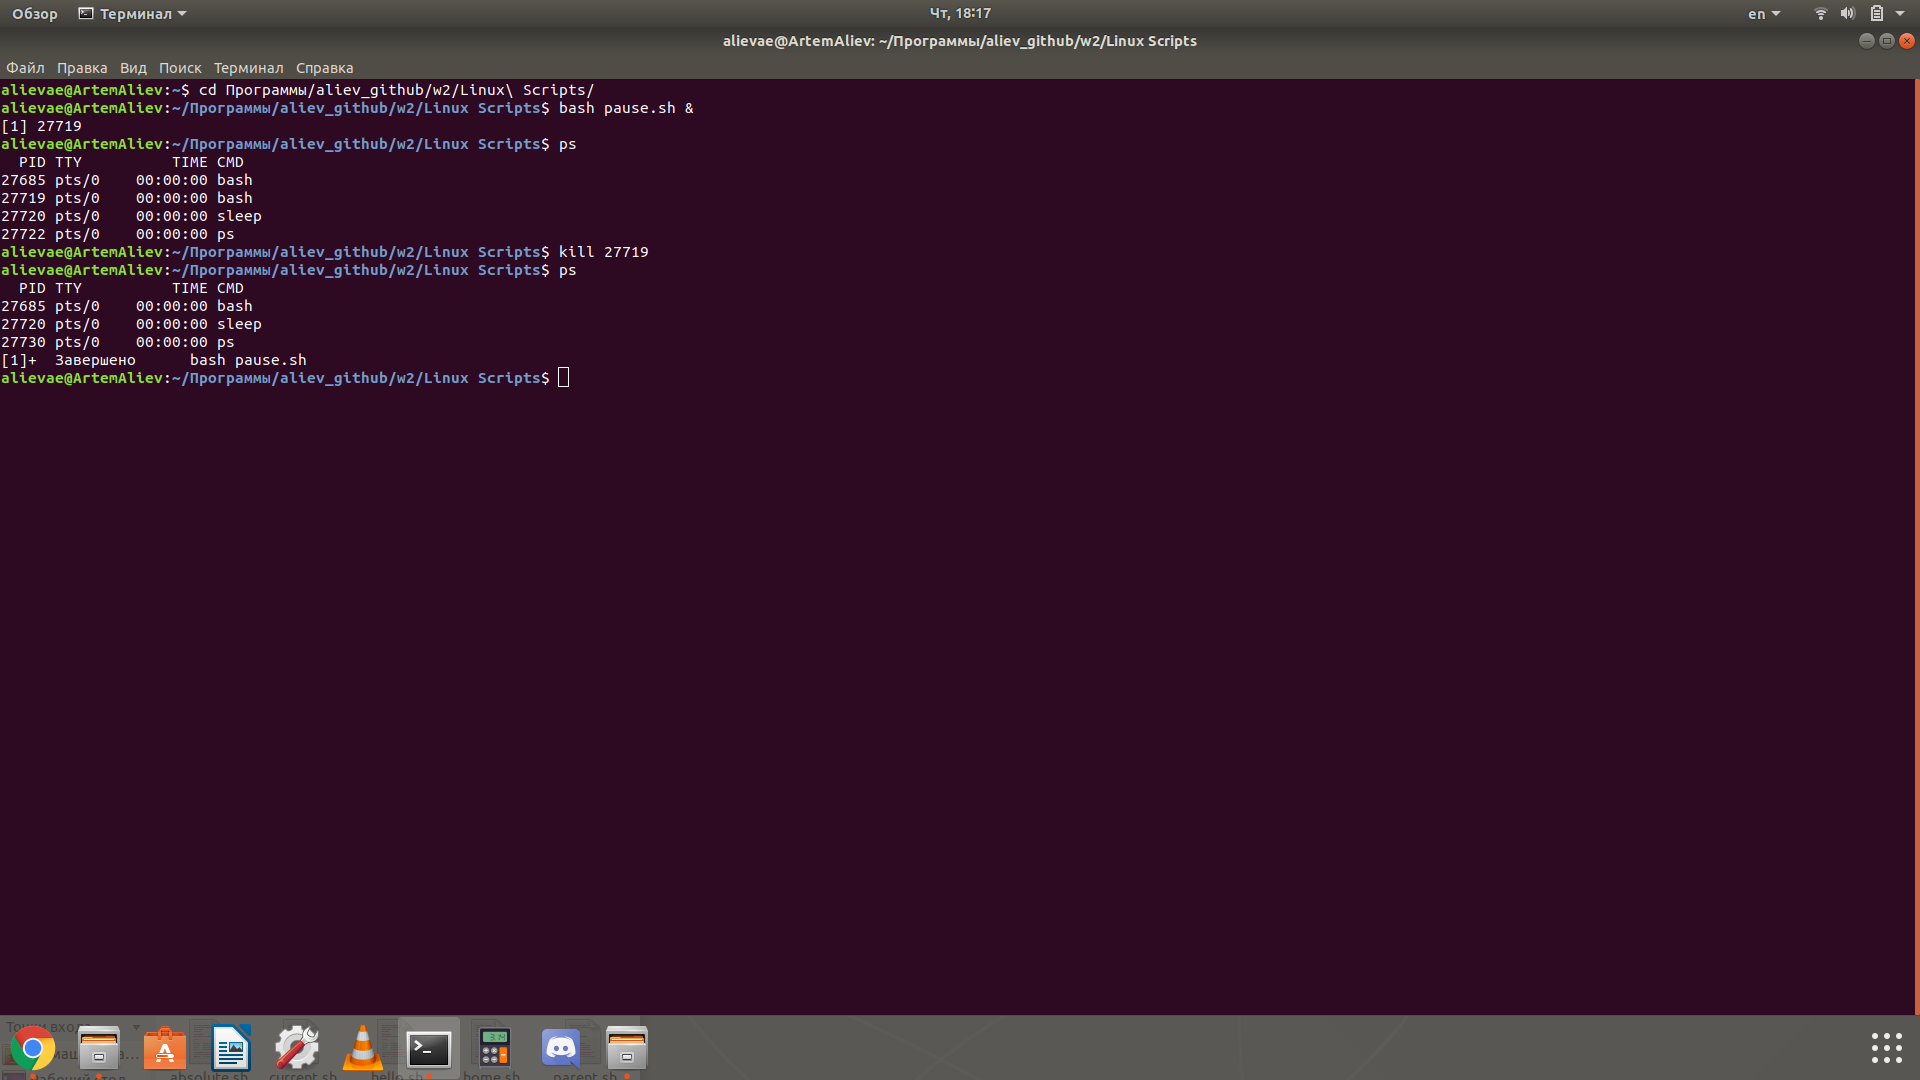 Обзор Терминал Чт, 18:17 en
alievae@ArtemAliev: ~/Программы/aliev_github/w2/Linux Scripts
Файл Правка Вид Поиск Терминал Справка
alievae@ArtemAliev:~$ cd Программы/aliev_github/w2/Linux\ Scripts/
alievae@ArtemAliev:~/Программы/aliev_github/w2/Linux Scripts$ bash pause.sh &
[1] 27719
alievae@ArtemAliev:~/Программы/aliev_github/w2/Linux Scripts$ ps
  PID TTY          TIME CMD
27685 pts/0    00:00:00 bash
27719 pts/0    00:00:00 bash
27720 pts/0    00:00:00 sleep
27722 pts/0    00:00:00 ps
alievae@ArtemAliev:~/Программы/aliev_github/w2/Linux Scripts$ kill 27719
alievae@ArtemAliev:~/Программы/aliev_github/w2/Linux Scripts$ ps
  PID TTY          TIME CMD
27685 pts/0    00:00:00 bash
27720 pts/0    00:00:00 sleep
27730 pts/0    00:00:00 ps
[1]+  Завершено      bash pause.sh
alievae@ArtemAliev:~/Программы/aliev_github/w2/Linux Scripts$
3.14
absolute.sh current.sh hello.sh home.sh parent.sh